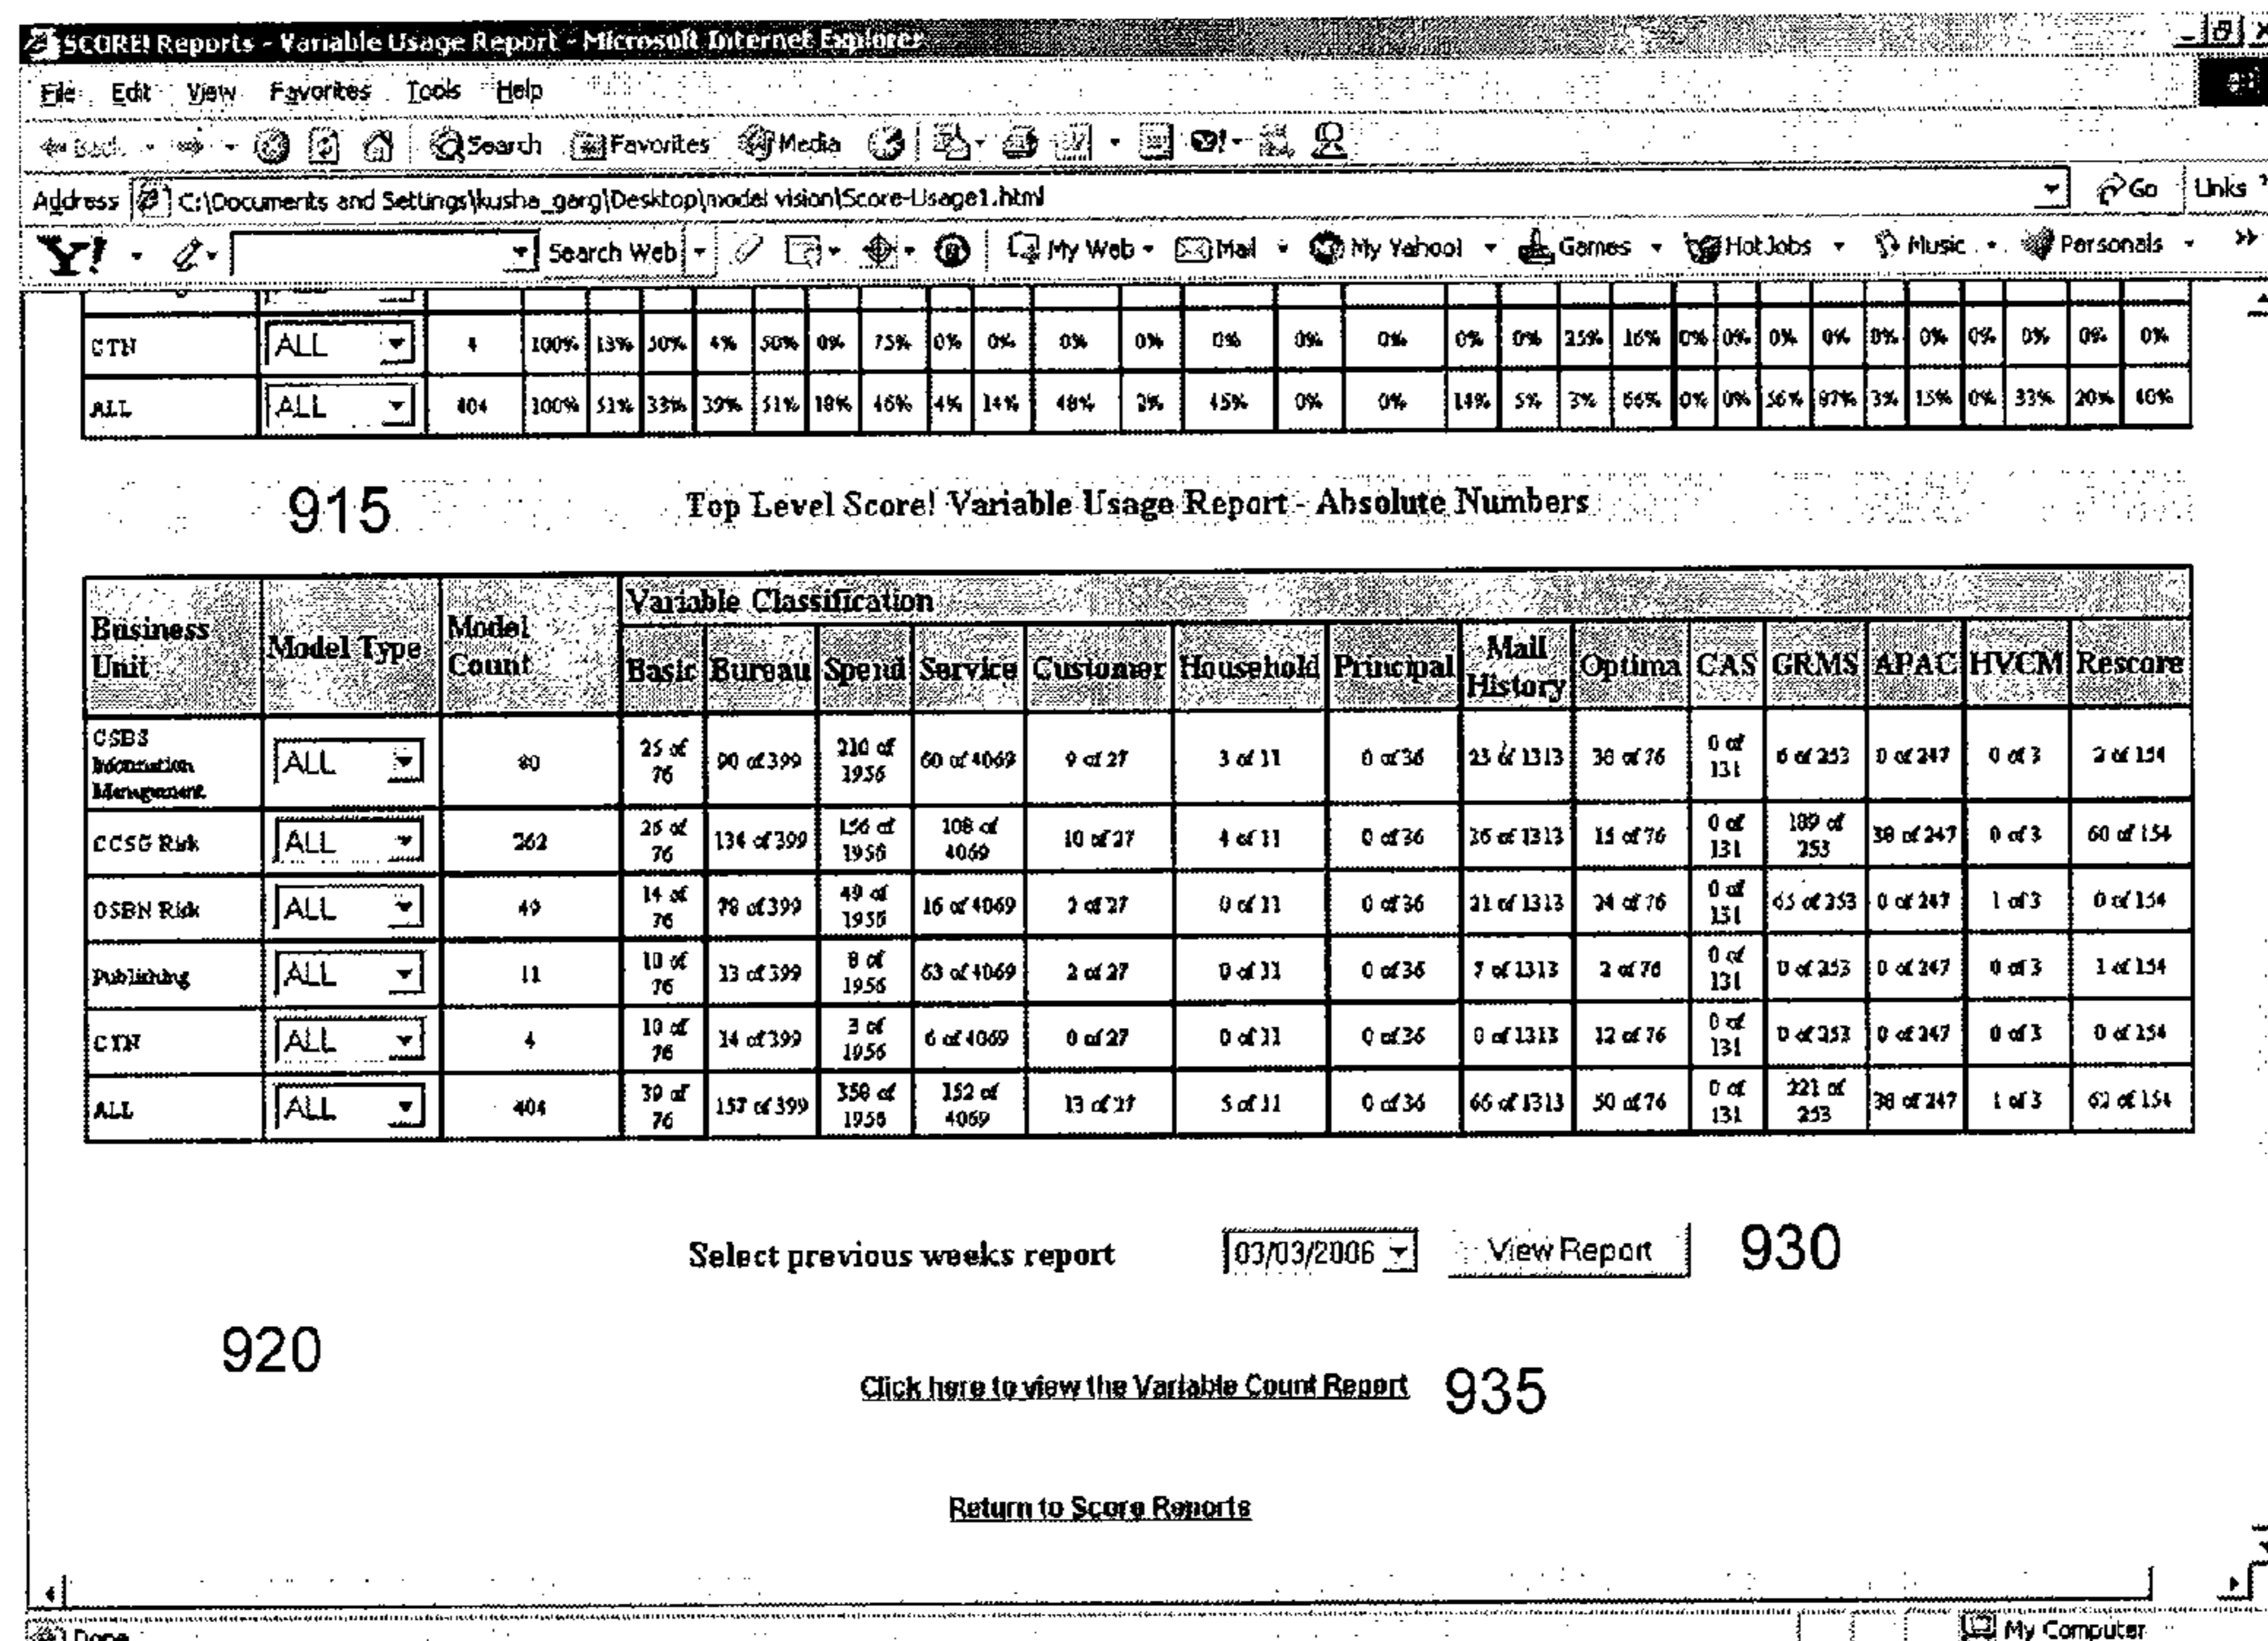 SCORE! Reports - Variable Usage Report - Microsoft Internet Explorer
File Edit View Favorites Tools Help
Back Search Favorites Media
Address C:\Documents and Settings\kusha_garg\Desktop\model vision\Score-Usage1.html Go Links
Y! Search Web My Web Mail My Yahoo! Games HotJobs Music Personals
CTN ALL 4 100% 13% 50% 4% 50% 0% 75% 0% 0% 0% 0% 0% 0% 0% 0% 0% 25% 16% 0% 0% 0% 0% 0% 0% 0% 0% 0% 0%
ALL ALL 404 100% 51% 33% 39% 51% 18% 46% 4% 14% 48% 3% 45% 0% 0% 14% 5% 3% 66% 0% 0% 56% 87% 3% 15% 0% 33% 20% 40%
915 Top Level Score! Variable Usage Report - Absolute Numbers
Business Unit Model Type Model Count Variable Classification
Basic Bureau Spend Service Customer Household Principal Mail History Optima CAS GRMS APAC HVCM Rescore
CSBS Information Management ALL 80 25 of 76 90 of 399 210 of 1956 60 of 4069 9 of 27 3 of 11 0 of 36 23 of 1313 38 of 76 0 of 131 6 of 253 0 of 247 0 of 3 2 of 154
CCSG Risk ALL 262 26 of 76 134 of 399 156 of 1956 108 of 4069 10 of 27 4 of 11 0 of 36 36 of 1313 15 of 76 0 of 131 189 of 253 38 of 247 0 of 3 60 of 154
OSBN Risk ALL 49 14 of 76 78 of 399 49 of 1956 16 of 4069 2 of 27 0 of 11 0 of 36 21 of 1313 24 of 76 0 of 131 65 of 253 0 of 247 1 of 3 0 of 154
Publishing ALL 11 10 of 76 13 of 399 8 of 1956 63 of 4069 2 of 27 0 of 11 0 of 36 7 of 1313 2 of 76 0 of 131 0 of 253 0 of 247 0 of 3 1 of 154
CTN ALL 4 10 of 76 14 of 399 3 of 1956 6 of 4069 0 of 27 0 of 11 0 of 36 0 of 1313 12 of 76 0 of 131 0 of 253 0 of 247 0 of 3 0 of 154
ALL ALL 404 39 of 76 157 of 399 358 of 1956 152 of 4069 13 of 27 5 of 11 0 of 36 66 of 1313 50 of 76 0 of 131 221 of 253 38 of 247 1 of 3 62 of 154
Select previous weeks report 03/03/2006 View Report 930
920
Click here to view the Variable Count Report 935
Return to Score Reports
Done My Computer